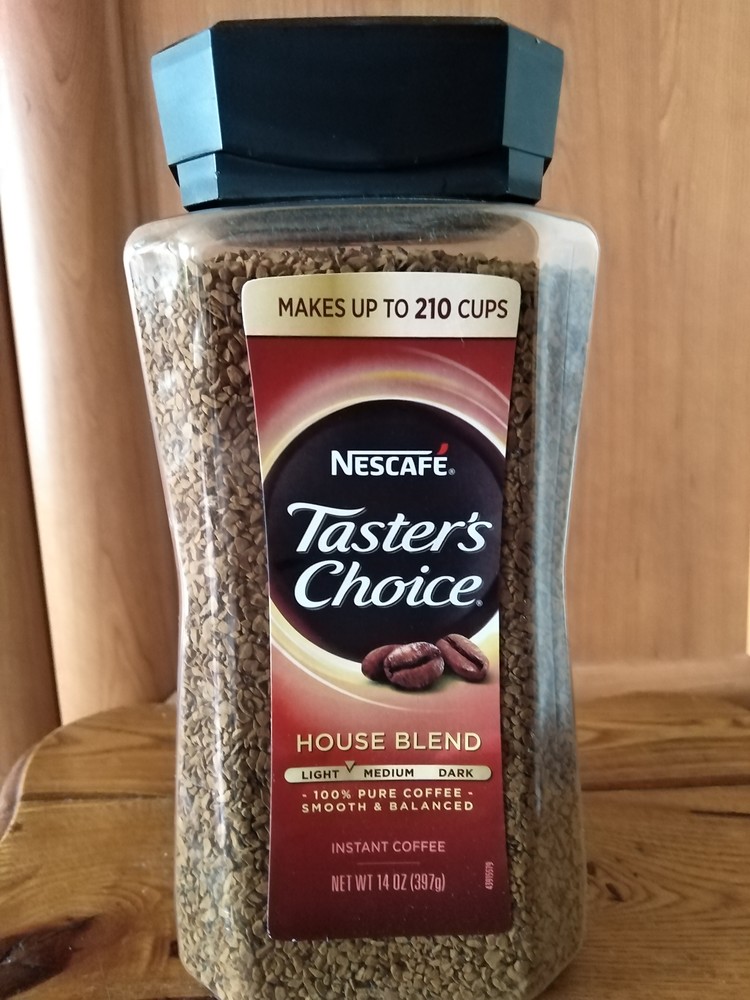 MAKES UP TO 210 CUPS
NESCAFÉ®
Taster's
Choice®
HOUSE BLEND
LIGHT MEDIUM DARK
- 100% PURE COFFEE -
SMOOTH & BALANCED
INSTANT COFFEE
NET WT 14 OZ (397g)